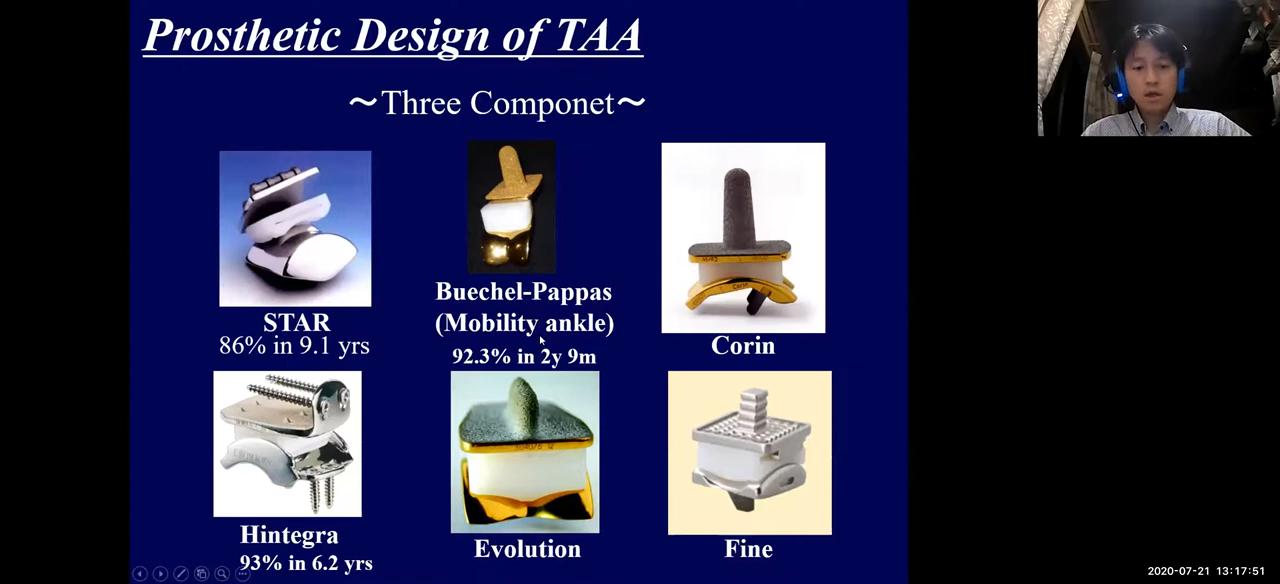 Prosthetic Design of TAA
～Three Componet～
STAR
86% in 9.1 yrs
Buechel-Pappas
(Mobility ankle)
92.3% in 2y 9m
Corin
Hintegra
93% in 6.2 yrs
Evolution
Fine
2020-07-21 13:17:51